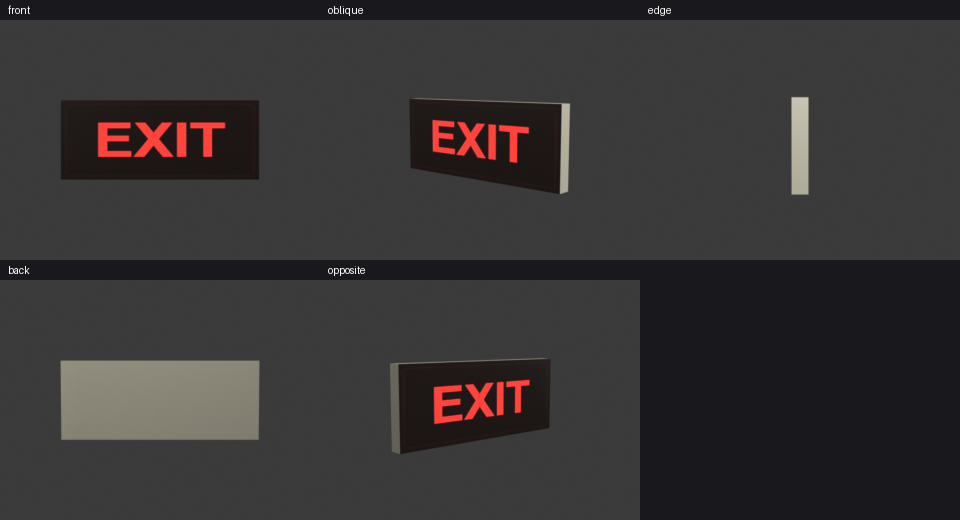 front
oblique
edge
EXIT
EXIT
back
opposite
EXIT